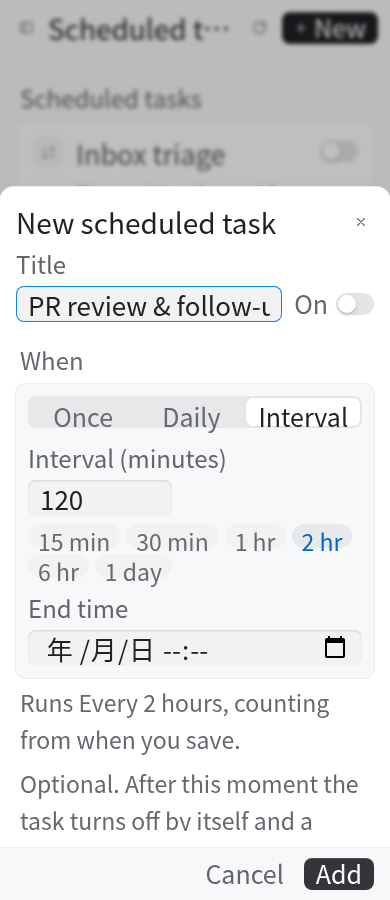 Scheduled t···
+ New
Scheduled tasks
Inbox triage
New scheduled task
×
Title
PR review & follow-u
On
When
Once
Daily
Interval
Interval (minutes)
120
15 min
30 min
1 hr
2 hr
6 hr
1 day
End time
年 /月/日 --:--
Runs Every 2 hours, counting
from when you save.
Optional. After this moment the
task turns off by itself and a
Cancel
Add